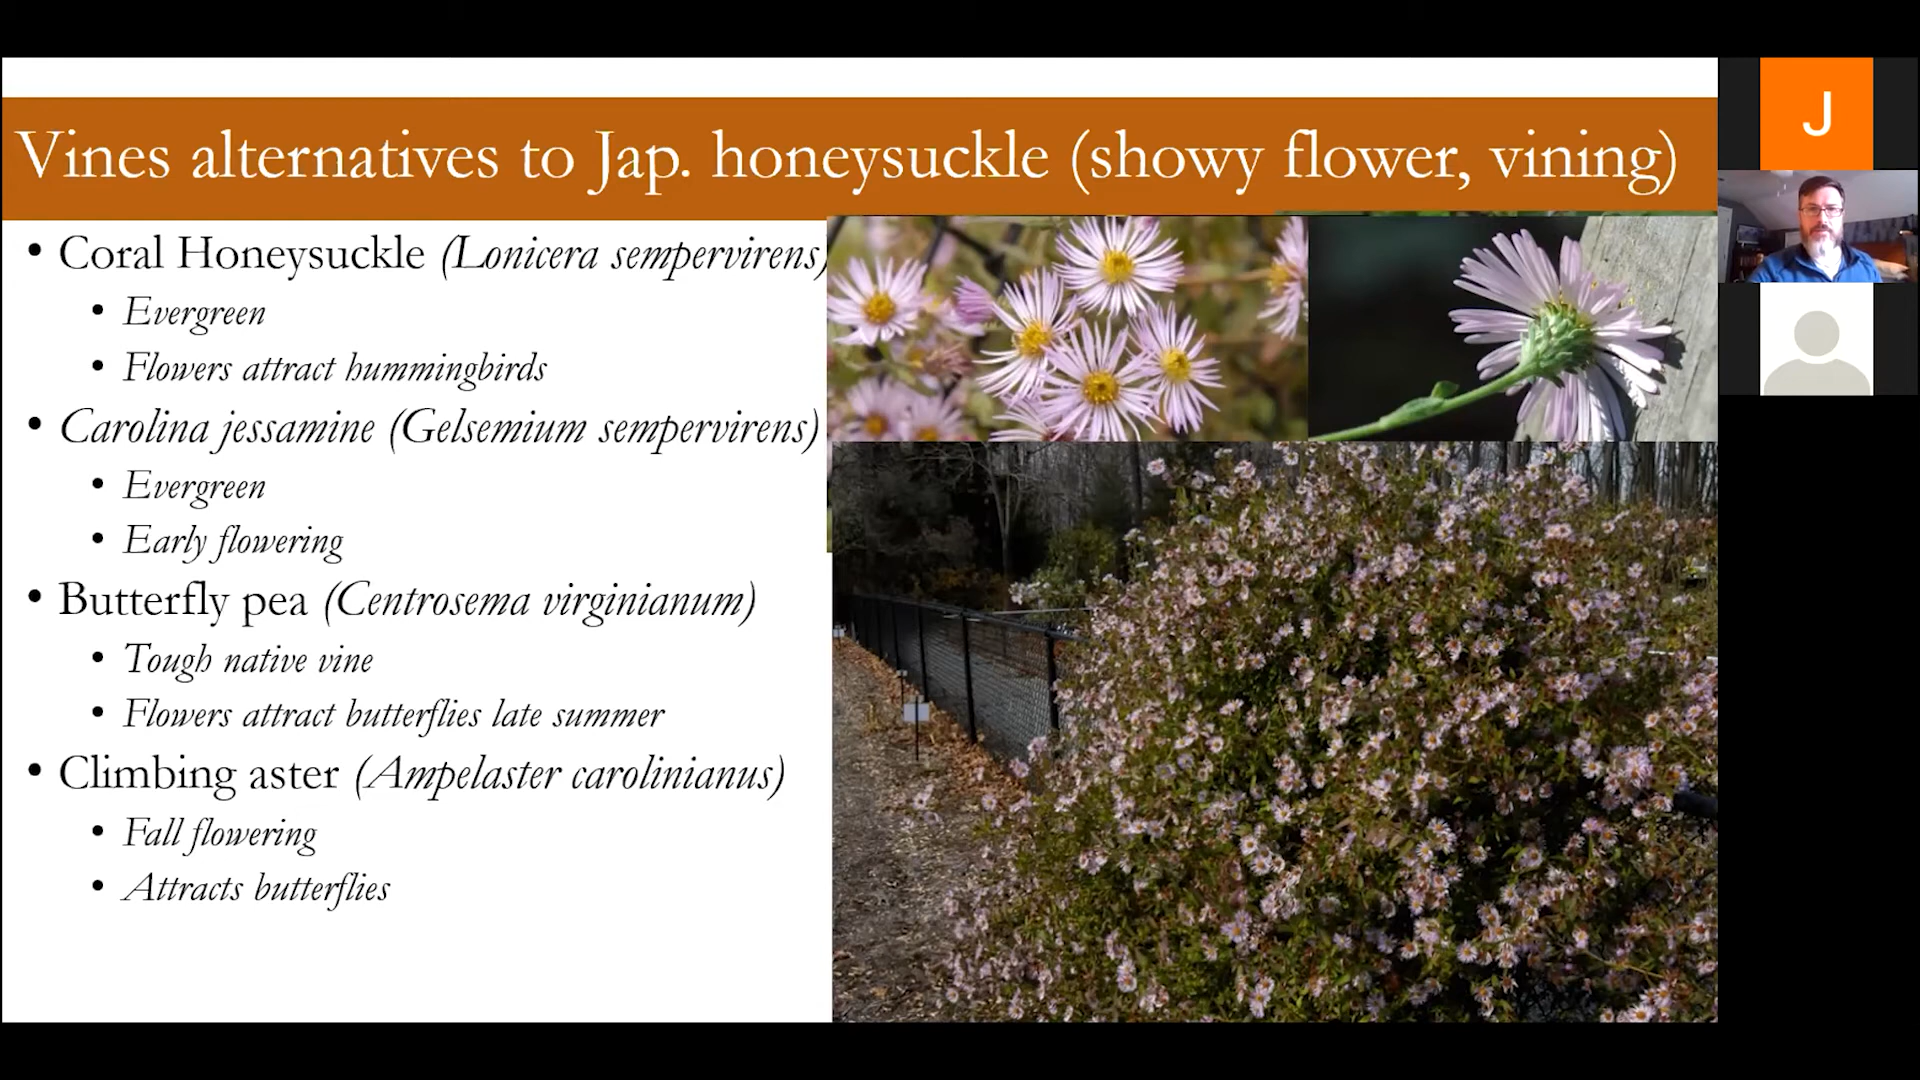 Vines alternatives to Jap. honeysuckle (showy flower, vining)
• Coral Honeysuckle (Lonicera sempervirens)
• Evergreen
• Flowers attract hummingbirds
• Carolina jessamine (Gelsemium sempervirens)
• Evergreen
• Early flowering
• Butterfly pea (Centrosema virginianum)
• Tough native vine
• Flowers attract butterflies late summer
• Climbing aster (Ampelaster carolinianus)
• Fall flowering
• Attracts butterflies
J